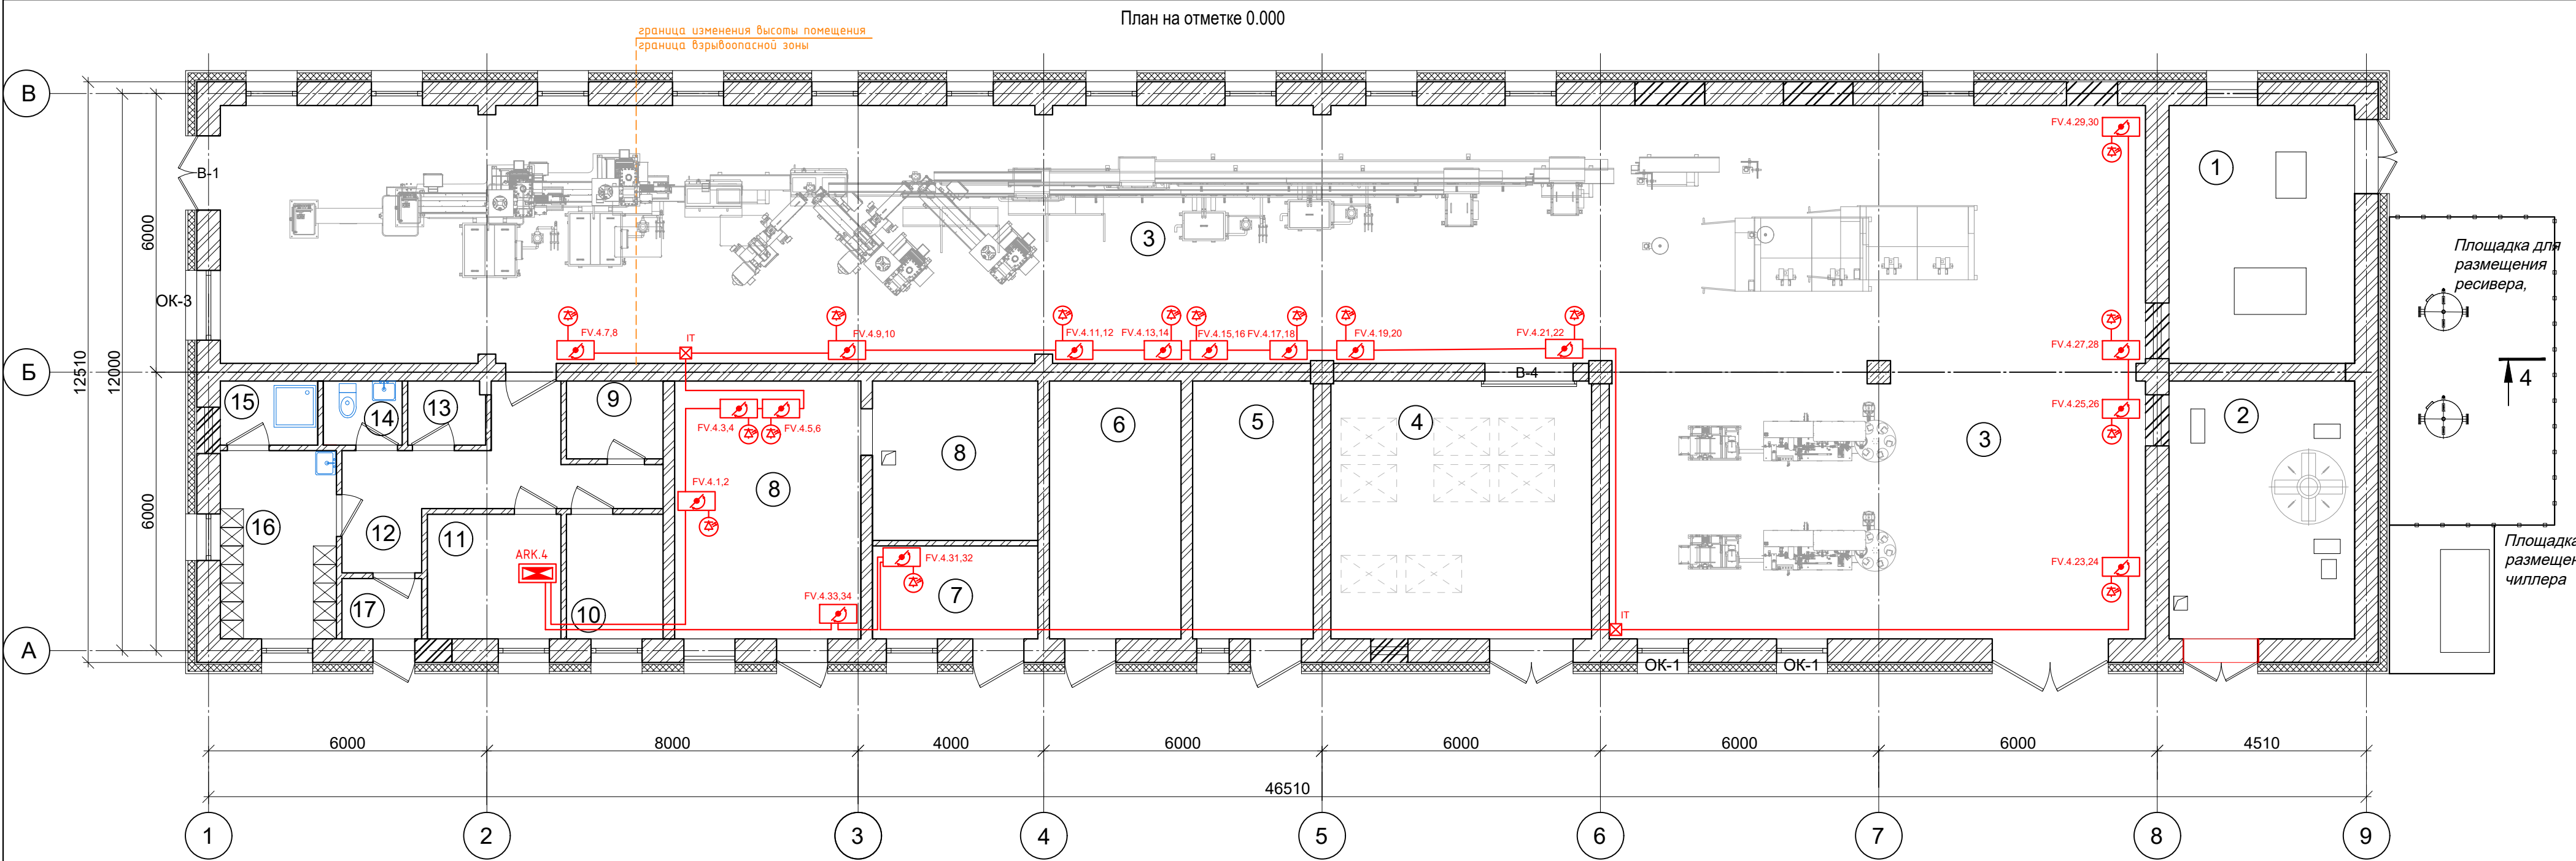 План на отметке 0.000
граница изменения высоты помещения
граница взрывоопасной зоны
В
FV.4.29,30
1
В-1
6000
3
Площадка для
размещения
ресивера,
ОК-3
FV.4.7,8
IT
FV.4.9,10
FV.4.11,12
FV.4.13,14
FV.4.15,16
FV.4.17,18
FV.4.19,20
FV.4.21,22
FV.4.27,28
Б
12510
12000
В-4
4
15
14
13
9
FV.4.3,4
FV.4.5,6
6
5
4
FV.4.25,26
2
8
3
8
FV.4.1,2
6000
16
12
11
ARK.4
FV.4.31,32
Площадка
размещен
чиллера
FV.4.23,24
17
10
FV.4.33,34
7
IT
А
ОК-1
ОК-1
6000
8000
4000
6000
6000
6000
6000
4510
46510
1
2
3
4
5
6
7
8
9